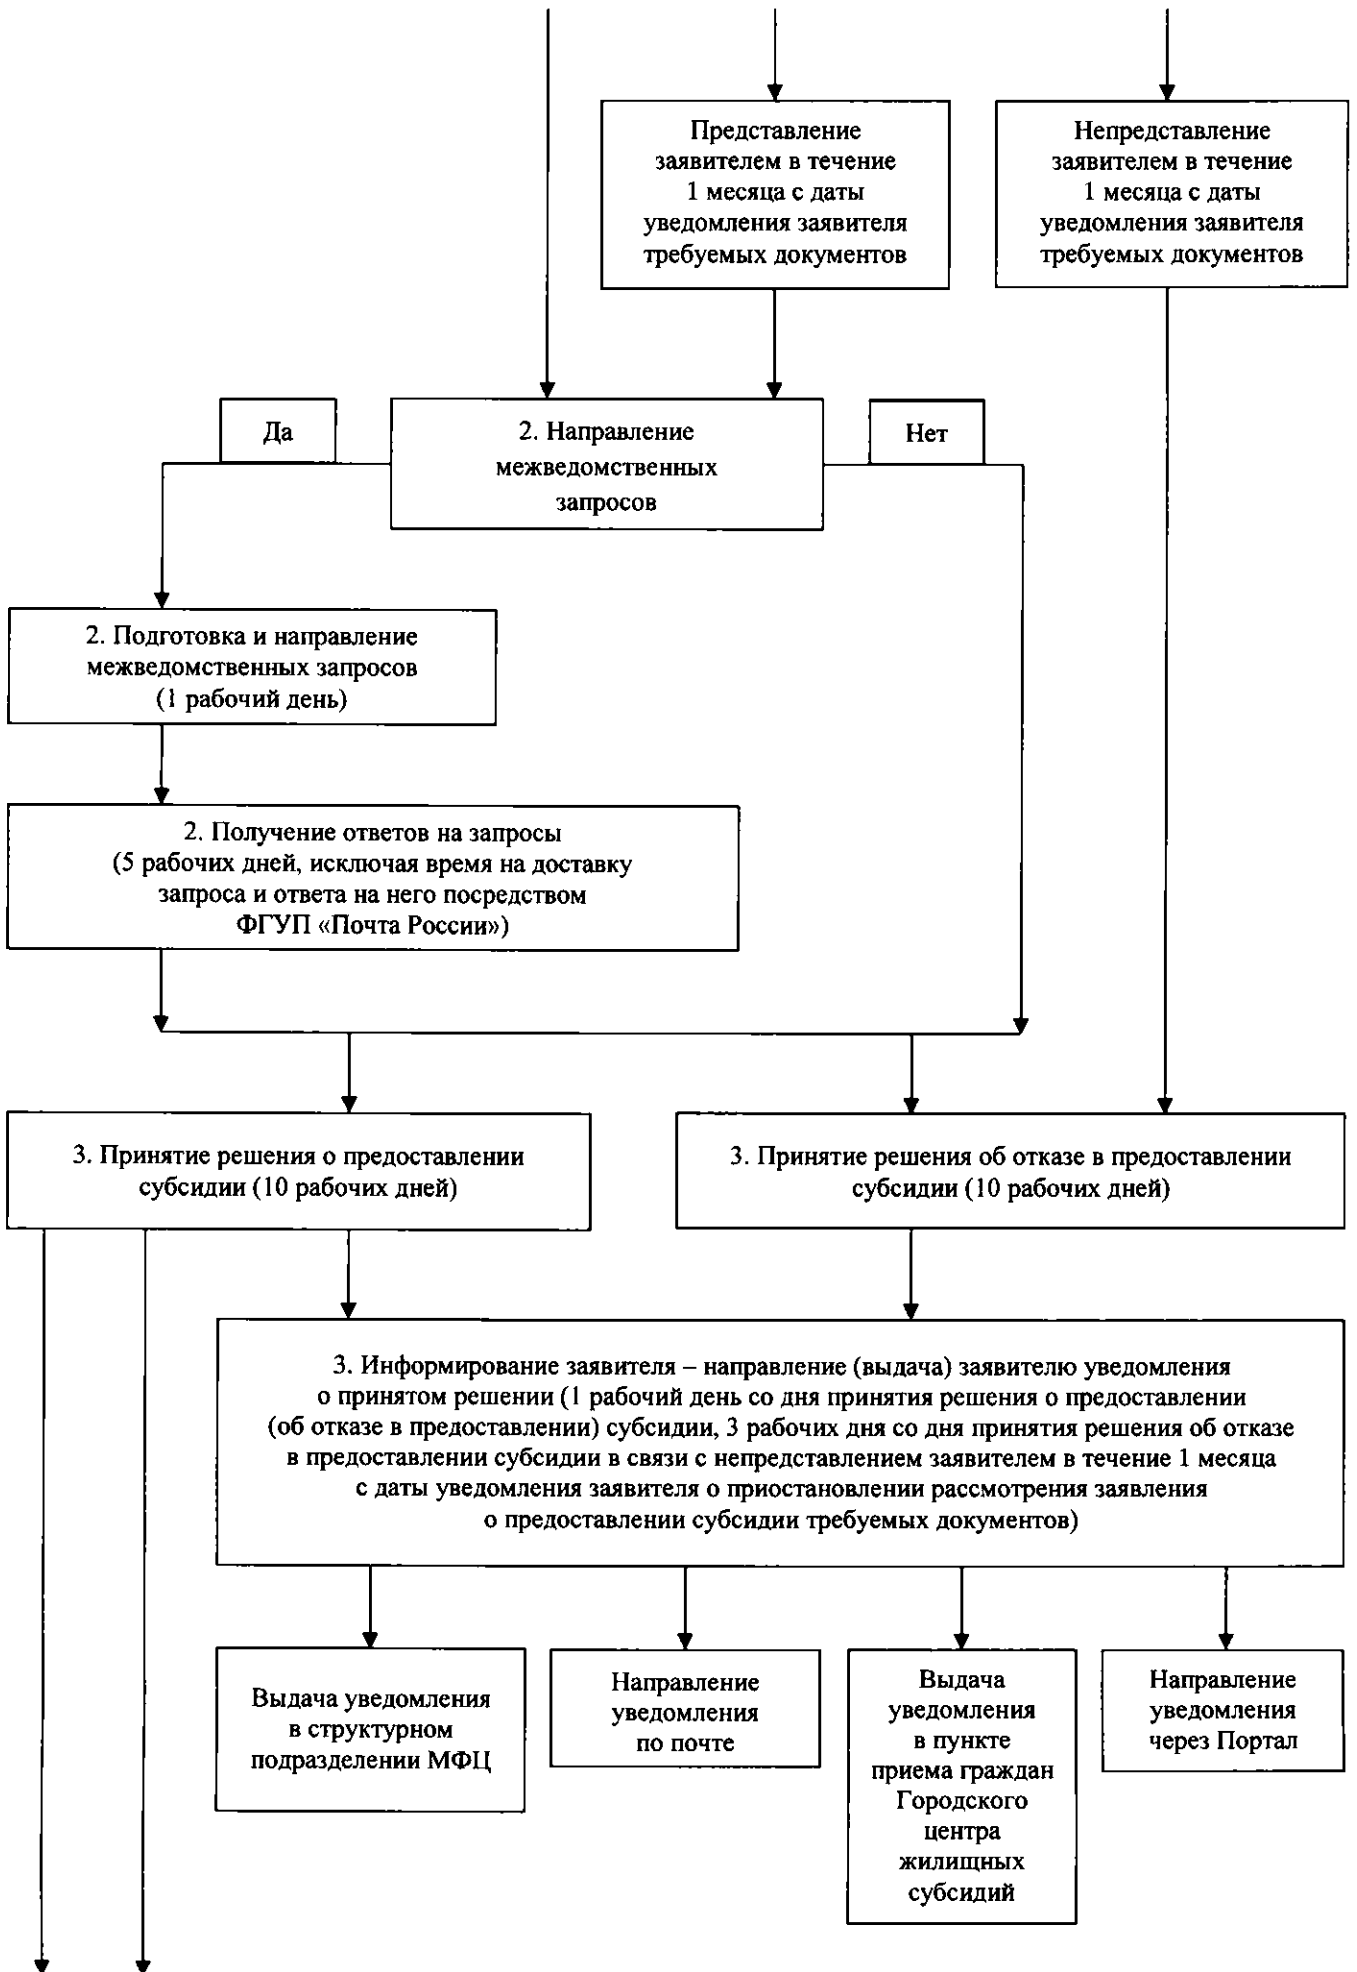 Представление
заявителем в течение
1 месяца с даты
уведомления заявителя
требуемых документов
Непредставление
заявителем в течение
1 месяца с даты
уведомления заявителя
требуемых документов
Да
2. Направление
межведомственных
запросов
Нет
2. Подготовка и направление
межведомственных запросов
(1 рабочий день)
2. Получение ответов на запросы
(5 рабочих дней, исключая время на доставку
запроса и ответа на него посредством
ФГУП «Почта России»)
3. Принятие решения о предоставлении
субсидии (10 рабочих дней)
3. Принятие решения об отказе в предоставлении
субсидии (10 рабочих дней)
3. Информирование заявителя – направление (выдача) заявителю уведомления
о принятом решении (1 рабочий день со дня принятия решения о предоставлении
(об отказе в предоставлении) субсидии, 3 рабочих дня со дня принятия решения об отказе
в предоставлении субсидии в связи с непредставлением заявителем в течение 1 месяца
с даты уведомления заявителя о приостановлении рассмотрения заявления
о предоставлении субсидии требуемых документов)
Выдача уведомления
в структурном
подразделении МФЦ
Направление
уведомления
по почте
Выдача
уведомления
в пункте
приема граждан
Городского
центра
жилищных
субсидий
Направление
уведомления
через Портал